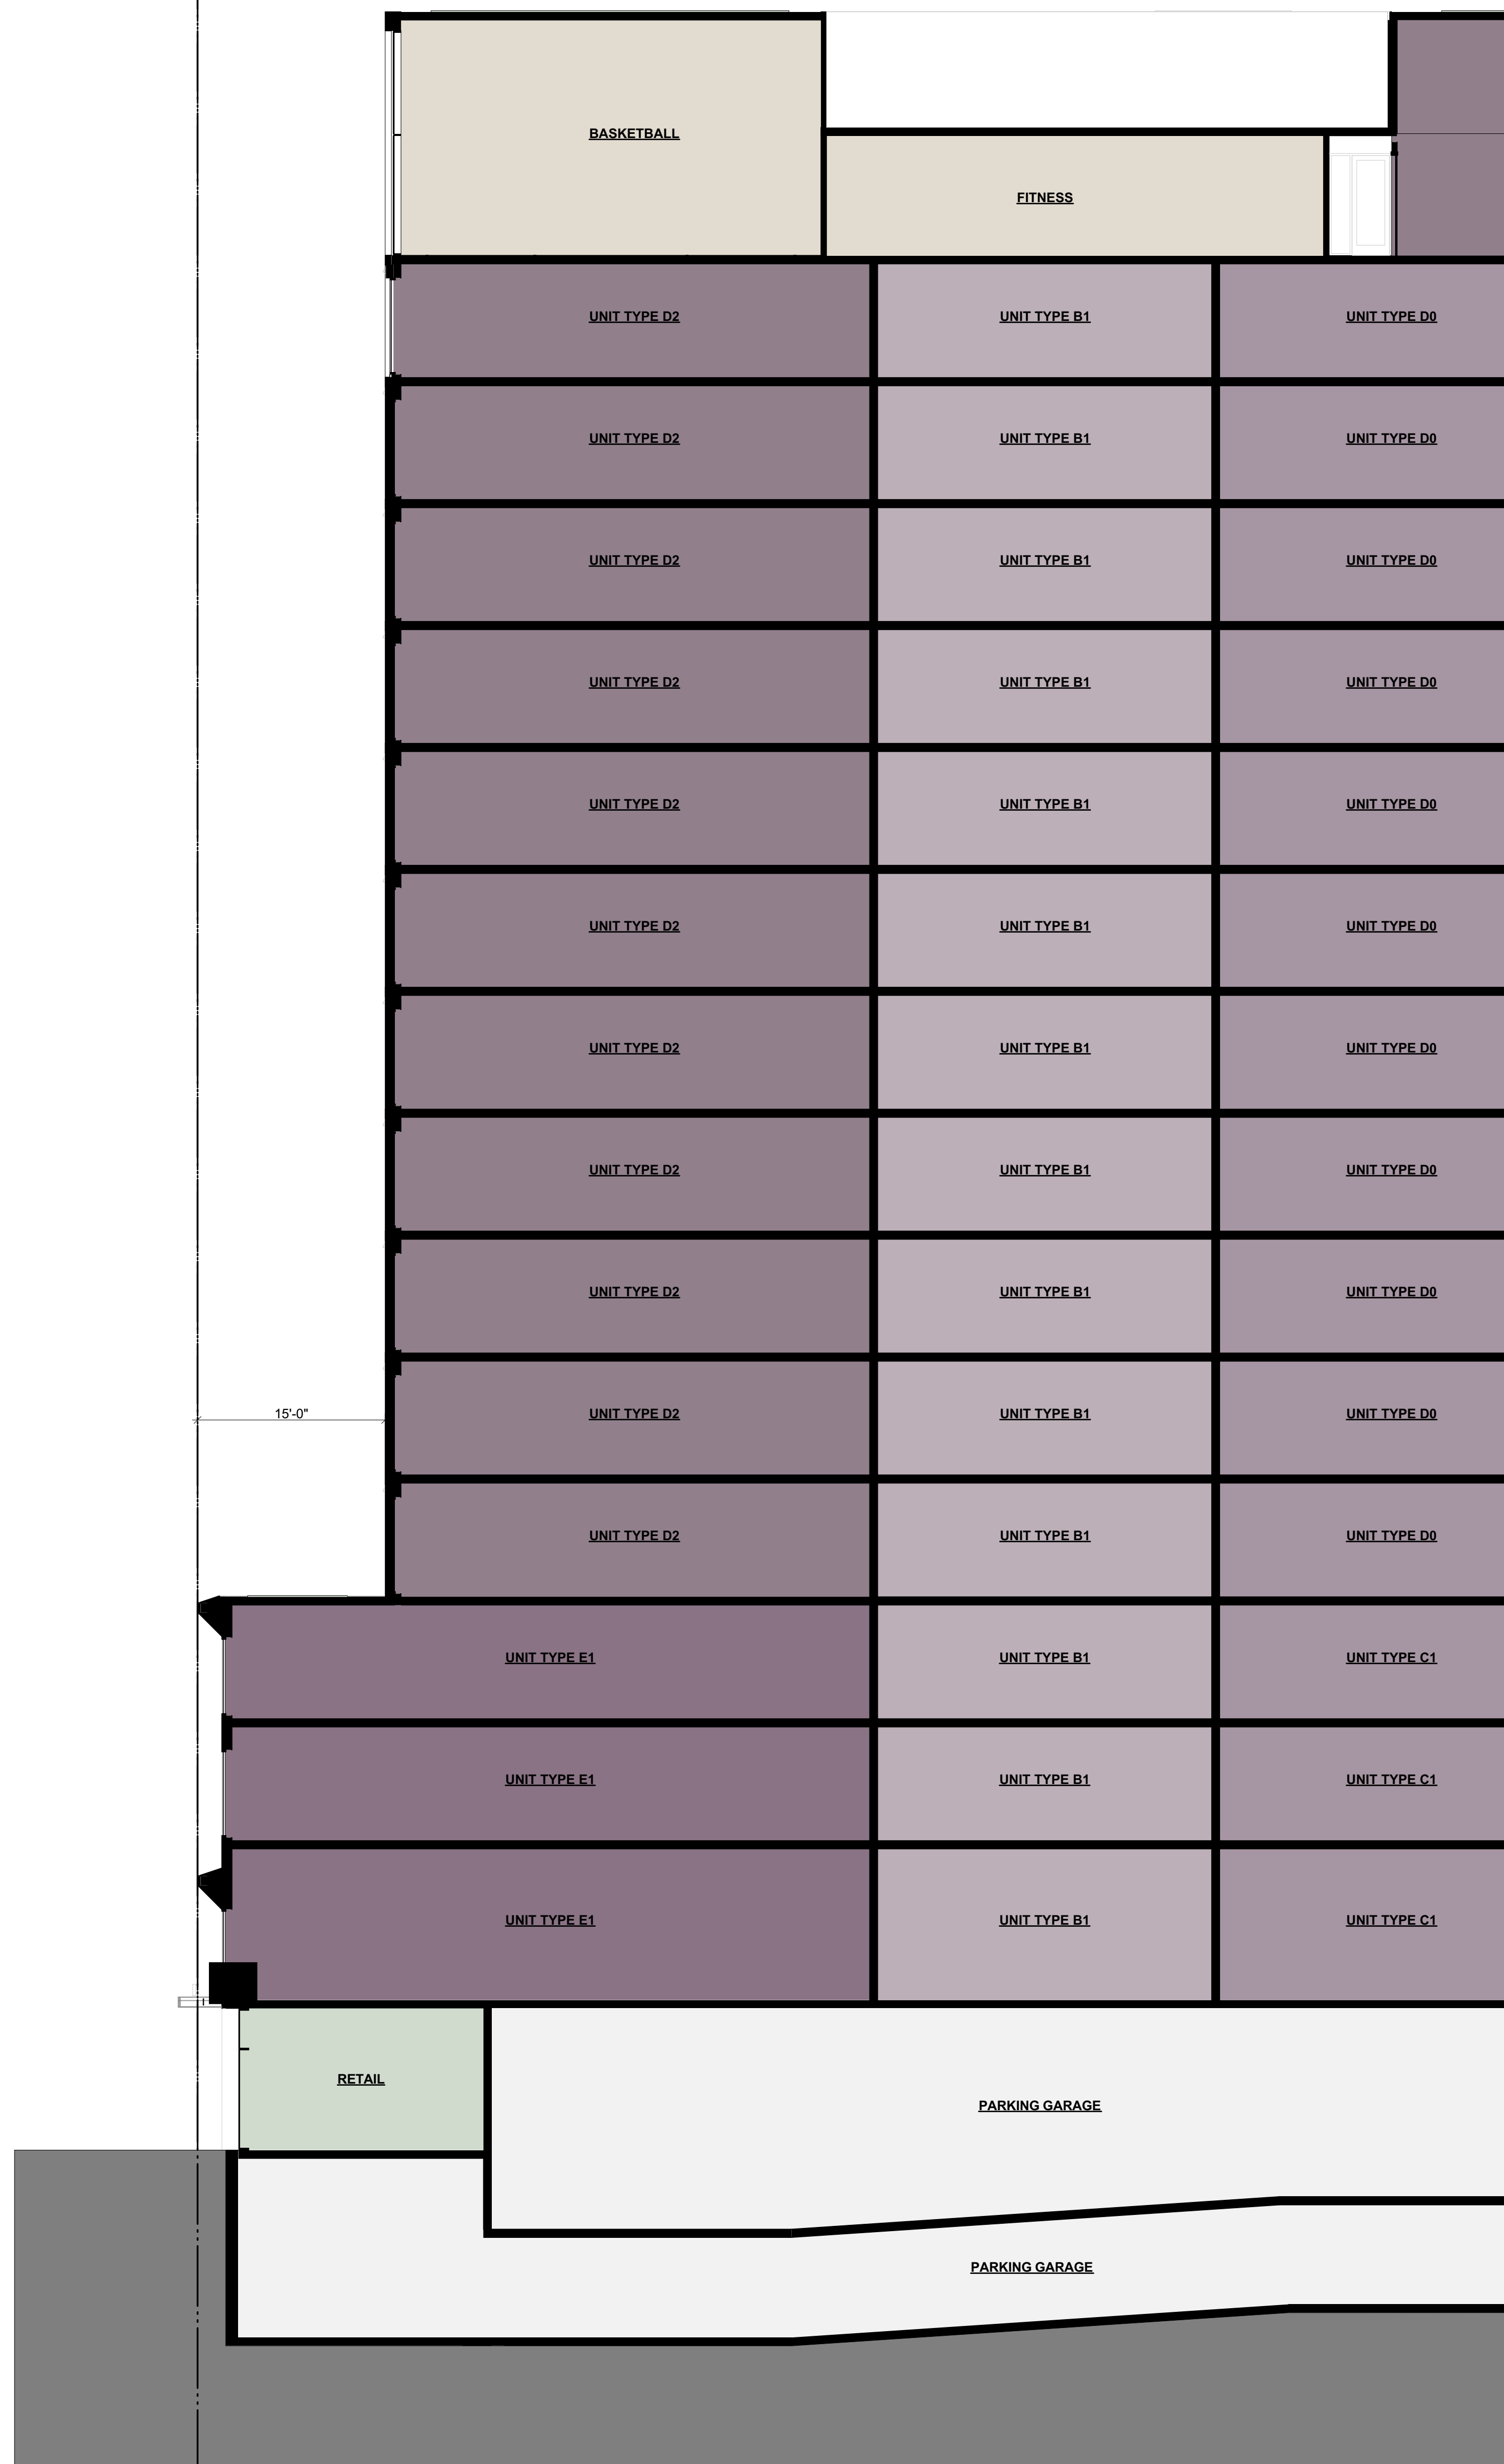 BASKETBALL
FITNESS
UNIT TYPE D2 UNIT TYPE B1 UNIT TYPE D0
UNIT TYPE D2 UNIT TYPE B1 UNIT TYPE D0
UNIT TYPE D2 UNIT TYPE B1 UNIT TYPE D0
UNIT TYPE D2 UNIT TYPE B1 UNIT TYPE D0
UNIT TYPE D2 UNIT TYPE B1 UNIT TYPE D0
UNIT TYPE D2 UNIT TYPE B1 UNIT TYPE D0
UNIT TYPE D2 UNIT TYPE B1 UNIT TYPE D0
UNIT TYPE D2 UNIT TYPE B1 UNIT TYPE D0
UNIT TYPE D2 UNIT TYPE B1 UNIT TYPE D0
15'-0" UNIT TYPE D2 UNIT TYPE B1 UNIT TYPE D0
UNIT TYPE D2 UNIT TYPE B1 UNIT TYPE D0
UNIT TYPE E1 UNIT TYPE B1 UNIT TYPE C1
UNIT TYPE E1 UNIT TYPE B1 UNIT TYPE C1
UNIT TYPE E1 UNIT TYPE B1 UNIT TYPE C1
RETAIL
PARKING GARAGE
PARKING GARAGE